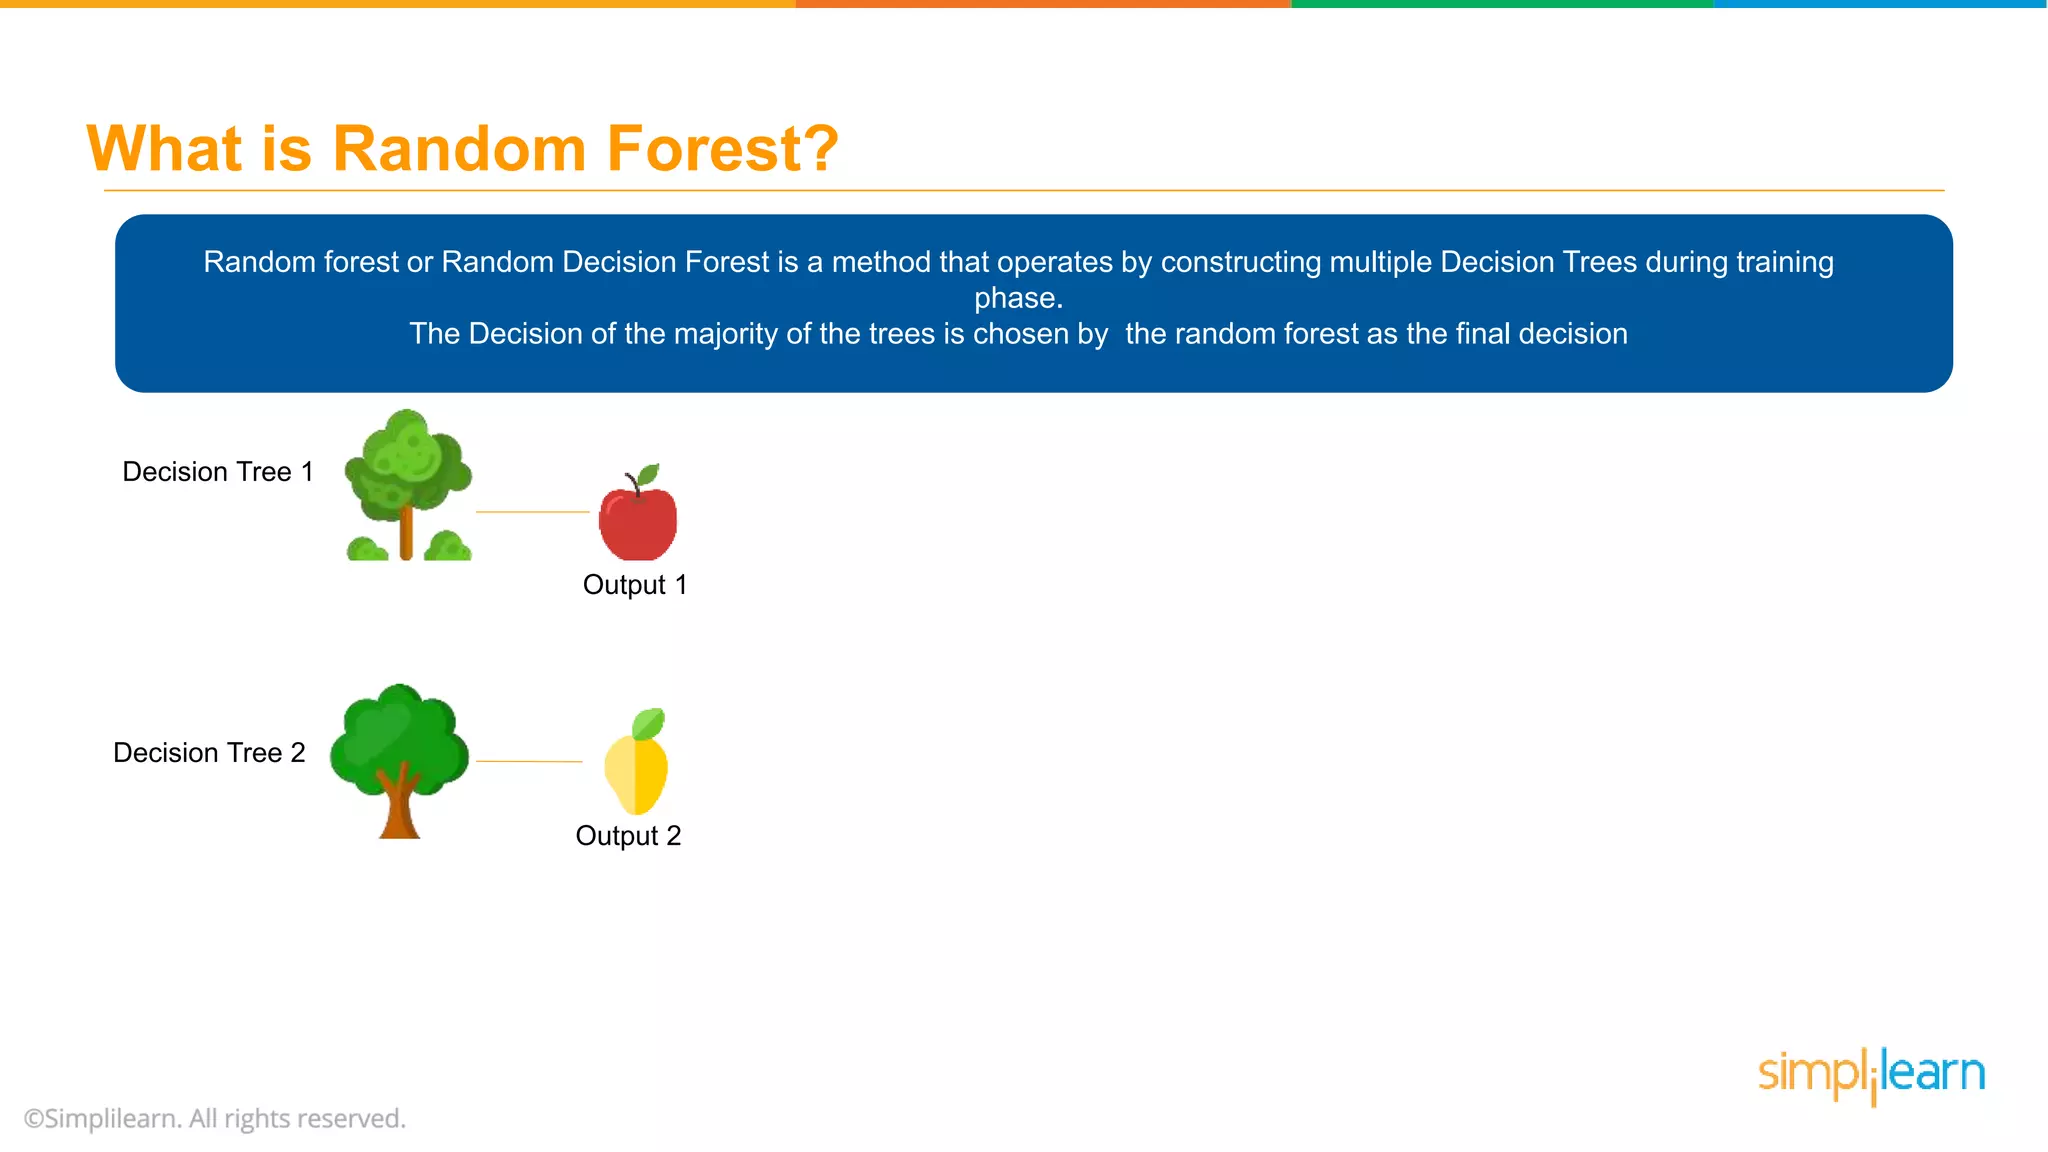 What is Random Forest?
Random forest or Random Decision Forest is a method that operates by constructing multiple Decision Trees during training
phase.
The Decision of the majority of the trees is chosen by  the random forest as the final decision
Decision Tree 1
Output 1
Decision Tree 2
Output 2
simplilearn
©Simplilearn. All rights reserved.